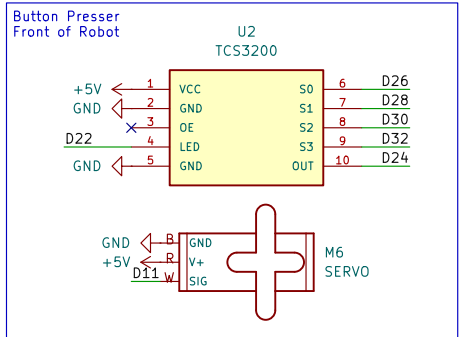 Button Presser
Front of Robot
U2
TCS3200
+5V 1 VCC S0 6 D26
GND 2 GND S1 7 D28
3 OE S2 8 D30
D22 4 LED S3 9 D32
GND 5 GND OUT 10 D24
GND B GND
+5V R V+
D11 W SIG
M6
SERVO